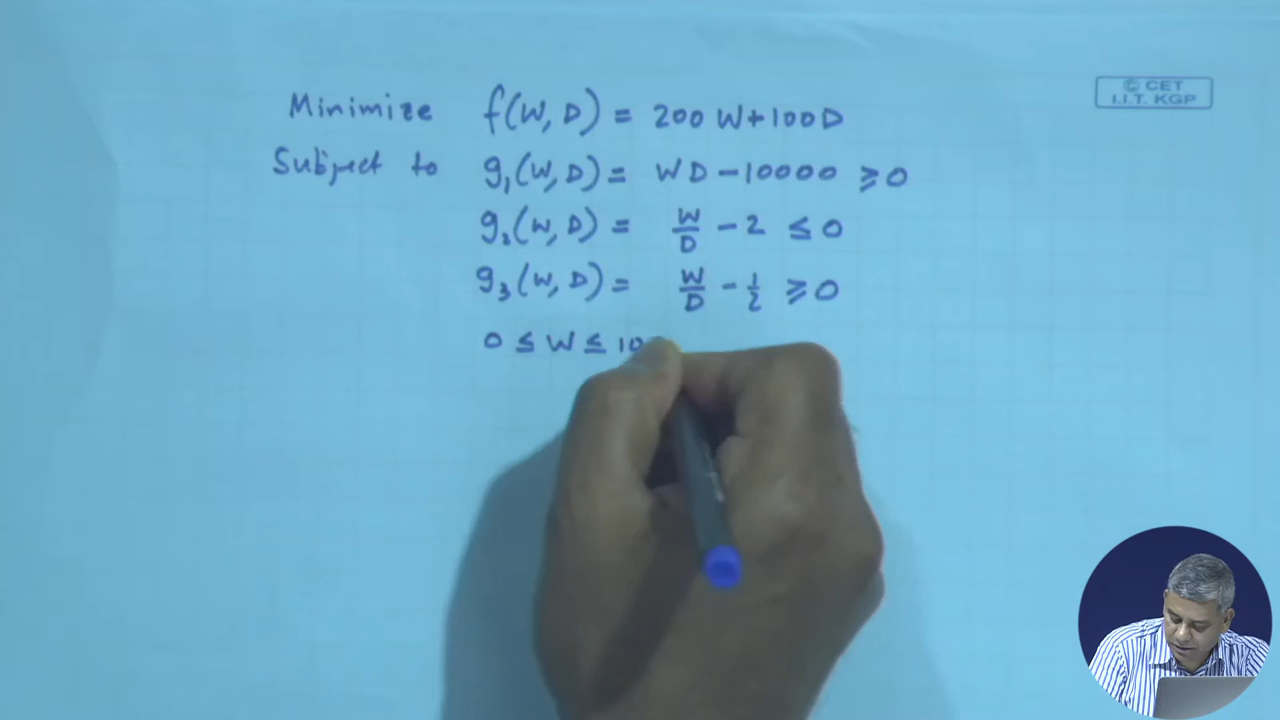 Minimize f(W, D) = 200 W + 100 D
© CET
I.I.T. KGP
Subject to g₁(W, D) = WD - 10000 ≥ 0
g₂(W, D) = W/D - 2 ≤ 0
g₃(W, D) = W/D - 1/2 ≥ 0
0 ≤ W ≤ 10